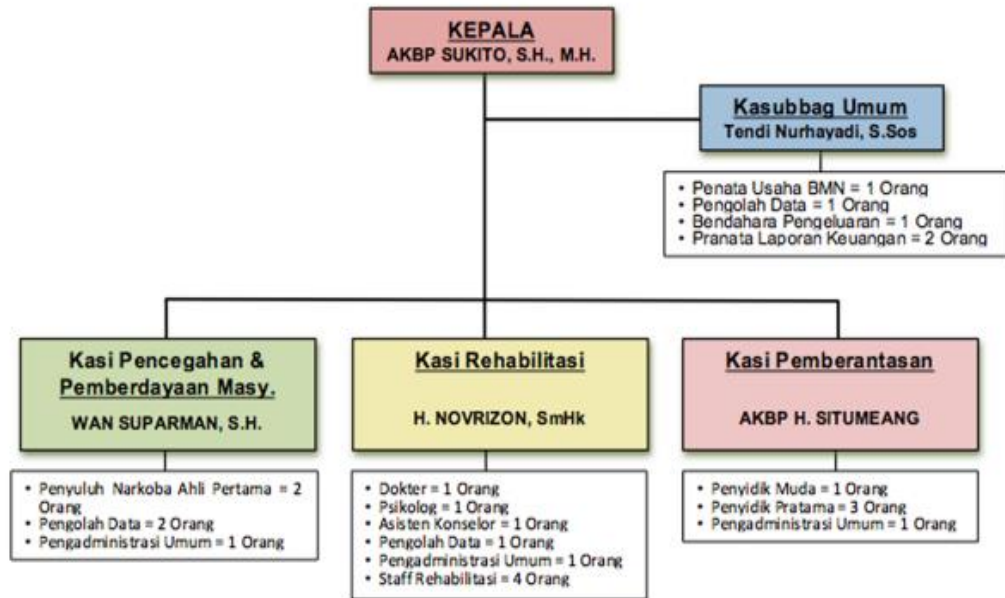 KEPALA
AKBP SUKITO, S.H., M.H.
Kasubbag Umum
Tendi Nurhayadi, S.Sos
• Penata Usaha BMN = 1 Orang
• Pengolah Data = 1 Orang
• Bendahara Pengeluaran = 1 Orang
• Pranata Laporan Keuangan = 2 Orang
Kasi Pencegahan &
Pemberdayaan Masy.
WAN SUPARMAN, S.H.
• Penyuluh Narkoba Ahli Pertama = 2
Orang
• Pengolah Data = 2 Orang
• Pengadministrasi Umum = 1 Orang
Kasi Rehabilitasi
H. NOVRIZON, SmHk
• Dokter = 1 Orang
• Psikolog = 1 Orang
• Asisten Konselor = 1 Orang
• Pengolah Data = 1 Orang
• Pengadministrasi Umum = 1 Orang
• Staff Rehabilitasi = 4 Orang
Kasi Pemberantasan
AKBP H. SITUMEANG
• Penyidik Muda = 1 Orang
• Penyidik Pratama = 3 Orang
• Pengadministrasi Umum = 1 Orang